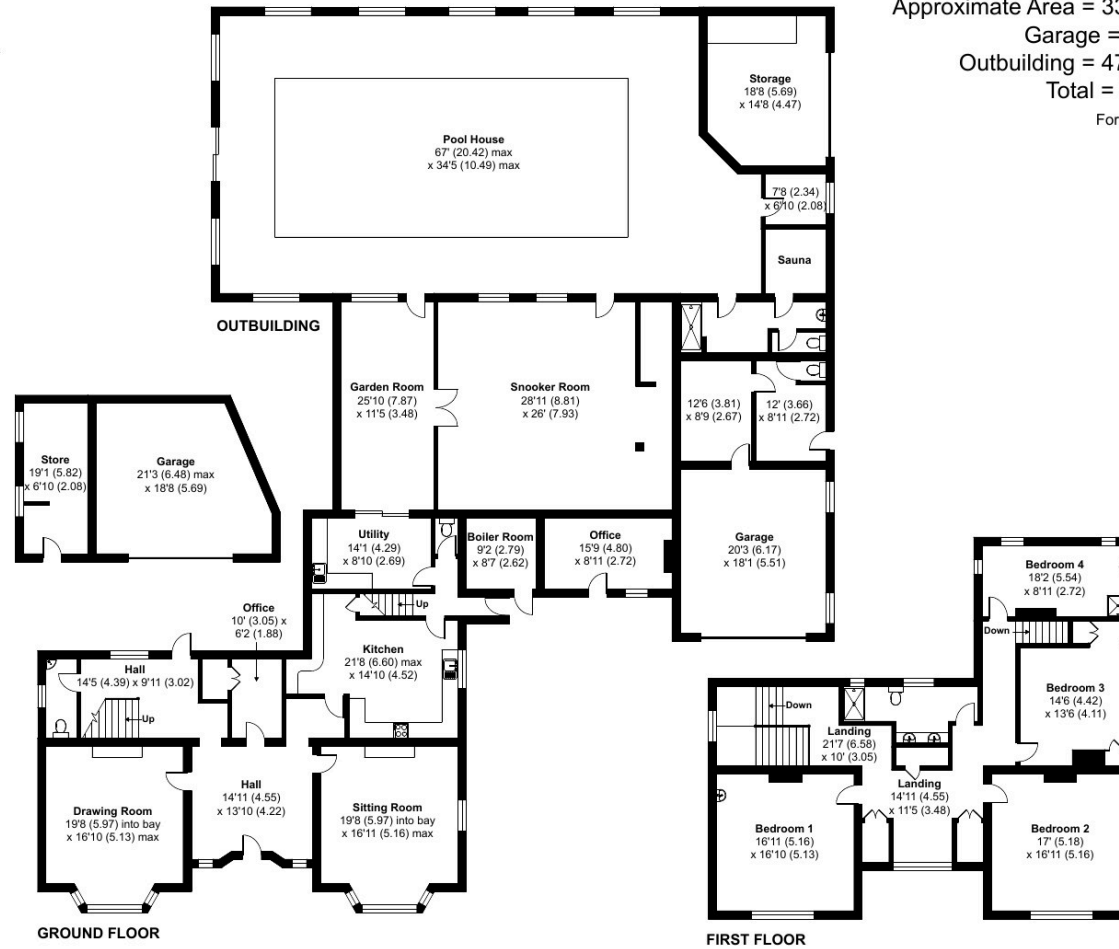 Approximate Area = 33
Garage =
Outbuilding = 47
Total =
For
Storage
18'8 (5.69)
x 14'8 (4.47)
Pool House
67' (20.42) max
x 34'5 (10.49) max
7'8 (2.34)
x 6'10 (2.08)
Sauna
OUTBUILDING
Garden Room
25'10 (7.87)
x 11'5 (3.48)
Snooker Room
28'11 (8.81)
x 26' (7.93)
12'6 (3.81)
x 8'9 (2.67)
12' (3.66)
x 8'11 (2.72)
Store
19'1 (5.82)
x 6'10 (2.08)
Garage
21'3 (6.48) max
x 18'8 (5.69)
Utility
14'1 (4.29)
x 8'10 (2.69)
Boiler Room
9'2 (2.79)
x 8'7 (2.62)
Office
15'9 (4.80)
x 8'11 (2.72)
Garage
20'3 (6.17)
x 18'1 (5.51)
Up
Office
10' (3.05) x
6'2 (1.88)
Kitchen
21'8 (6.60) max
x 14'10 (4.52)
Hall
14'5 (4.39) x 9'11 (3.02)
Up
Hall
14'11 (4.55)
x 13'10 (4.22)
Drawing Room
19'8 (5.97) into bay
x 16'10 (5.13) max
Sitting Room
19'8 (5.97) into bay
x 16'11 (5.16) max
GROUND FLOOR
Bedroom 4
18'2 (5.54)
x 8'11 (2.72)
Down
Bedroom 3
14'6 (4.42)
x 13'6 (4.11)
Down
Landing
21'7 (6.58)
x 10' (3.05)
Landing
14'11 (4.55)
x 11'5 (3.48)
Bedroom 1
16'11 (5.16)
x 16'10 (5.13)
Bedroom 2
17' (5.18)
x 16'11 (5.16)
FIRST FLOOR